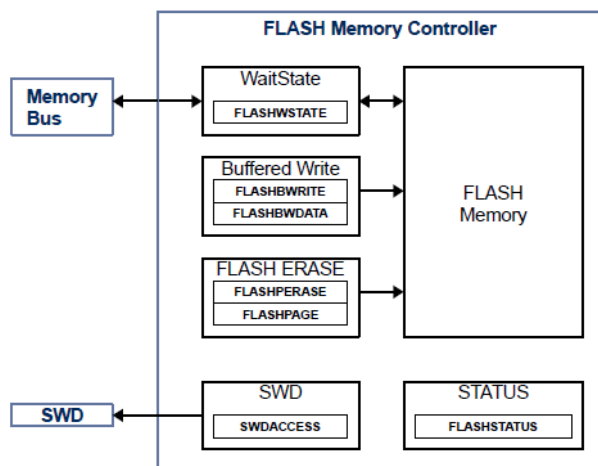 FLASH Memory Controller
Memory
Bus
WaitState
FLASHWSTATE
Buffered Write
FLASHBWRITE
FLASHBWDATA
FLASH
Memory
FLASH ERASE
FLASHPERASE
FLASHPAGE
SWD
SWD
SWDACCESS
STATUS
FLASHSTATUS